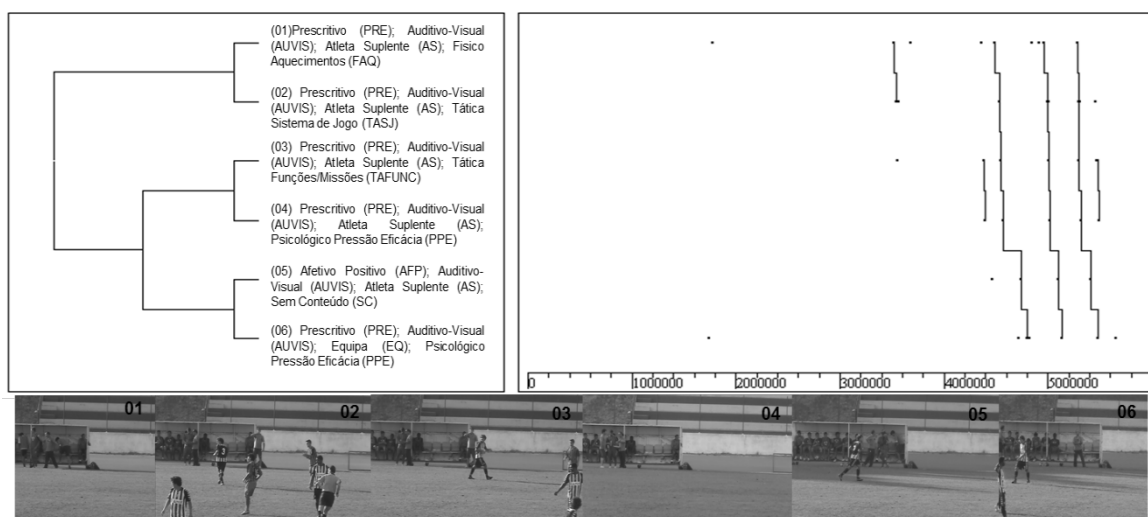 (01)Prescritivo (PRE); Auditivo-Visual
(AUVIS); Atleta Suplente (AS); Fisico
Aquecimentos (FAQ)
(02) Prescritivo (PRE); Auditivo-Visual
(AUVIS); Atleta Suplente (AS); Tática
Sistema de Jogo (TASJ)
(03) Prescritivo (PRE); Auditivo-Visual
(AUVIS); Atleta Suplente (AS); Tática
Funções/Missões (TAFUNC)
(04) Prescritivo (PRE); Auditivo-Visual
(AUVIS); Atleta Suplente (AS);
Psicológico Pressão Eficácia (PPE)
(05) Afetivo Positivo (AFP); Auditivo-
Visual (AUVIS); Atleta Suplente (AS);
Sem Conteúdo (SC)
(06) Prescritivo (PRE); Auditivo-Visual
(AUVIS); Equipa (EQ); Psicológico
Pressão Eficácia (PPE)
0 1000000 2000000 3000000 4000000 5000000
01 02 03 04 05 06